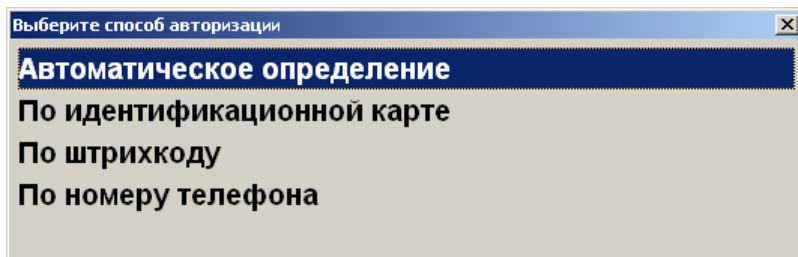 Выберите способ авторизации
Автоматическое определение
По идентификационной карте
По штрихкоду
По номеру телефона